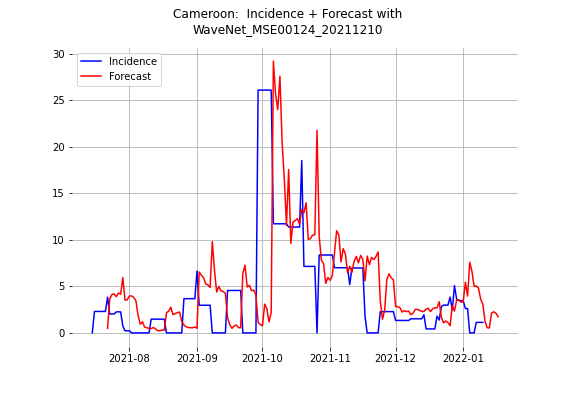 Cameroon:  Incidence + Forecast with
WaveNet_MSE00124_20211210
Incidence
Forecast
30
25
20
15
10
5
0
2021-08 2021-09 2021-10 2021-11 2021-12 2022-01